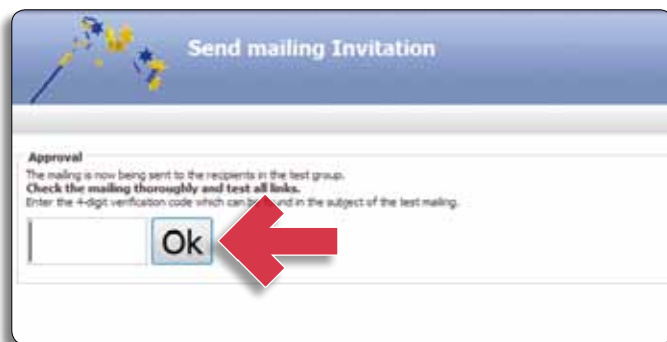 Send mailing Invitation
Approval
The mailing is now being sent to the recipients in the test group.
Check the mailing thoroughly and test all links.
Enter the 4-digit verification code which can be found in the subject of the test mailing.
Ok